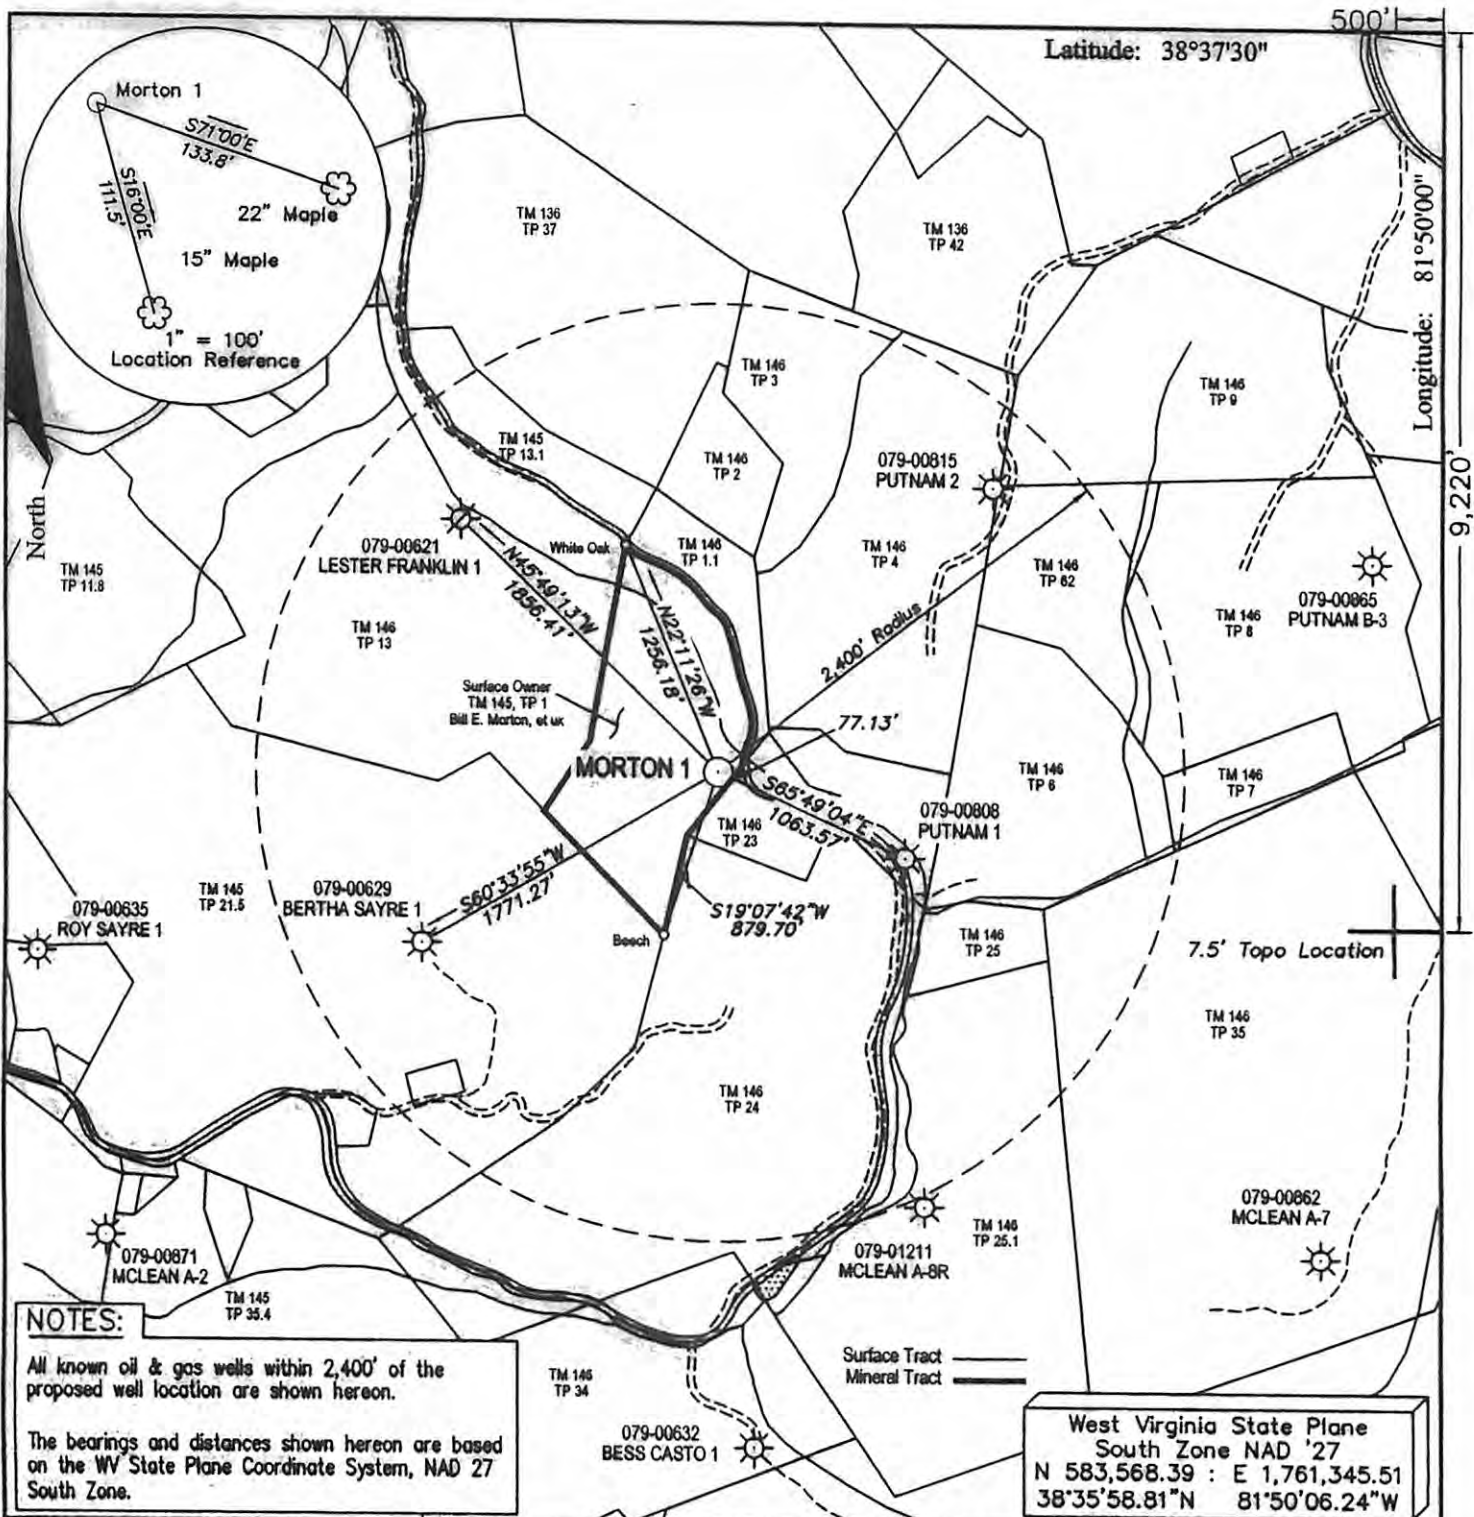 500'
Latitude: 38°37'30"
Morton 1
S71°00'E
133.8'
S16°00'E
111.5'
22" Maple
15" Maple
1" = 100'
Location Reference
TM 136
TP 37
TM 136
TP 42
Longitude: 81°50'00"
9,220'
TM 146
TP 3
TM 146
TP 9
TM 145
TP 13.1
TM 146
TP 2
079-00815
PUTNAM 2
North
079-00621
LESTER FRANKLIN 1
White Oak
TM 146
TP 1.1
TM 146
TP 4
TM 146
TP 62
TM 145
TP 11.8
079-00865
PUTNAM B-3
TM 146
TP 8
N45°49'13"W
1856.41'
N22°11'26"W
1256.18'
2,400' Radius
TM 146
TP 13
Surface Owner
TM 145, TP 1
Bill E. Morton, et ux
77.13'
MORTON 1
TM 146
TP 6
TM 146
TP 7
S65°49'04"E
1063.57'
079-00808
PUTNAM 1
TM 146
TP 23
TM 145
TP 21.5
079-00629
BERTHA SAYRE 1
S60°33'55"W
1771.27'
079-00635
ROY SAYRE 1
S19°07'42"W
879.70'
Beech
TM 146
TP 25
7.5' Topo Location
TM 146
TP 35
TM 146
TP 24
079-00862
MCLEAN A-7
079-00871
MCLEAN A-2
079-01211
MCLEAN A-8R
TM 146
TP 25.1
TM 145
TP 35.4
NOTES:
All known oil & gas wells within 2,400' of the
proposed well location are shown hereon.
The bearings and distances shown hereon are based
on the WV State Plane Coordinate System, NAD 27
South Zone.
TM 146
TP 34
Surface Tract
Mineral Tract
079-00632
BESS CASTO 1
West Virginia State Plane
South Zone NAD '27
N 583,568.39 : E 1,761,345.51
38°35'58.81"N 81°50'06.24"W